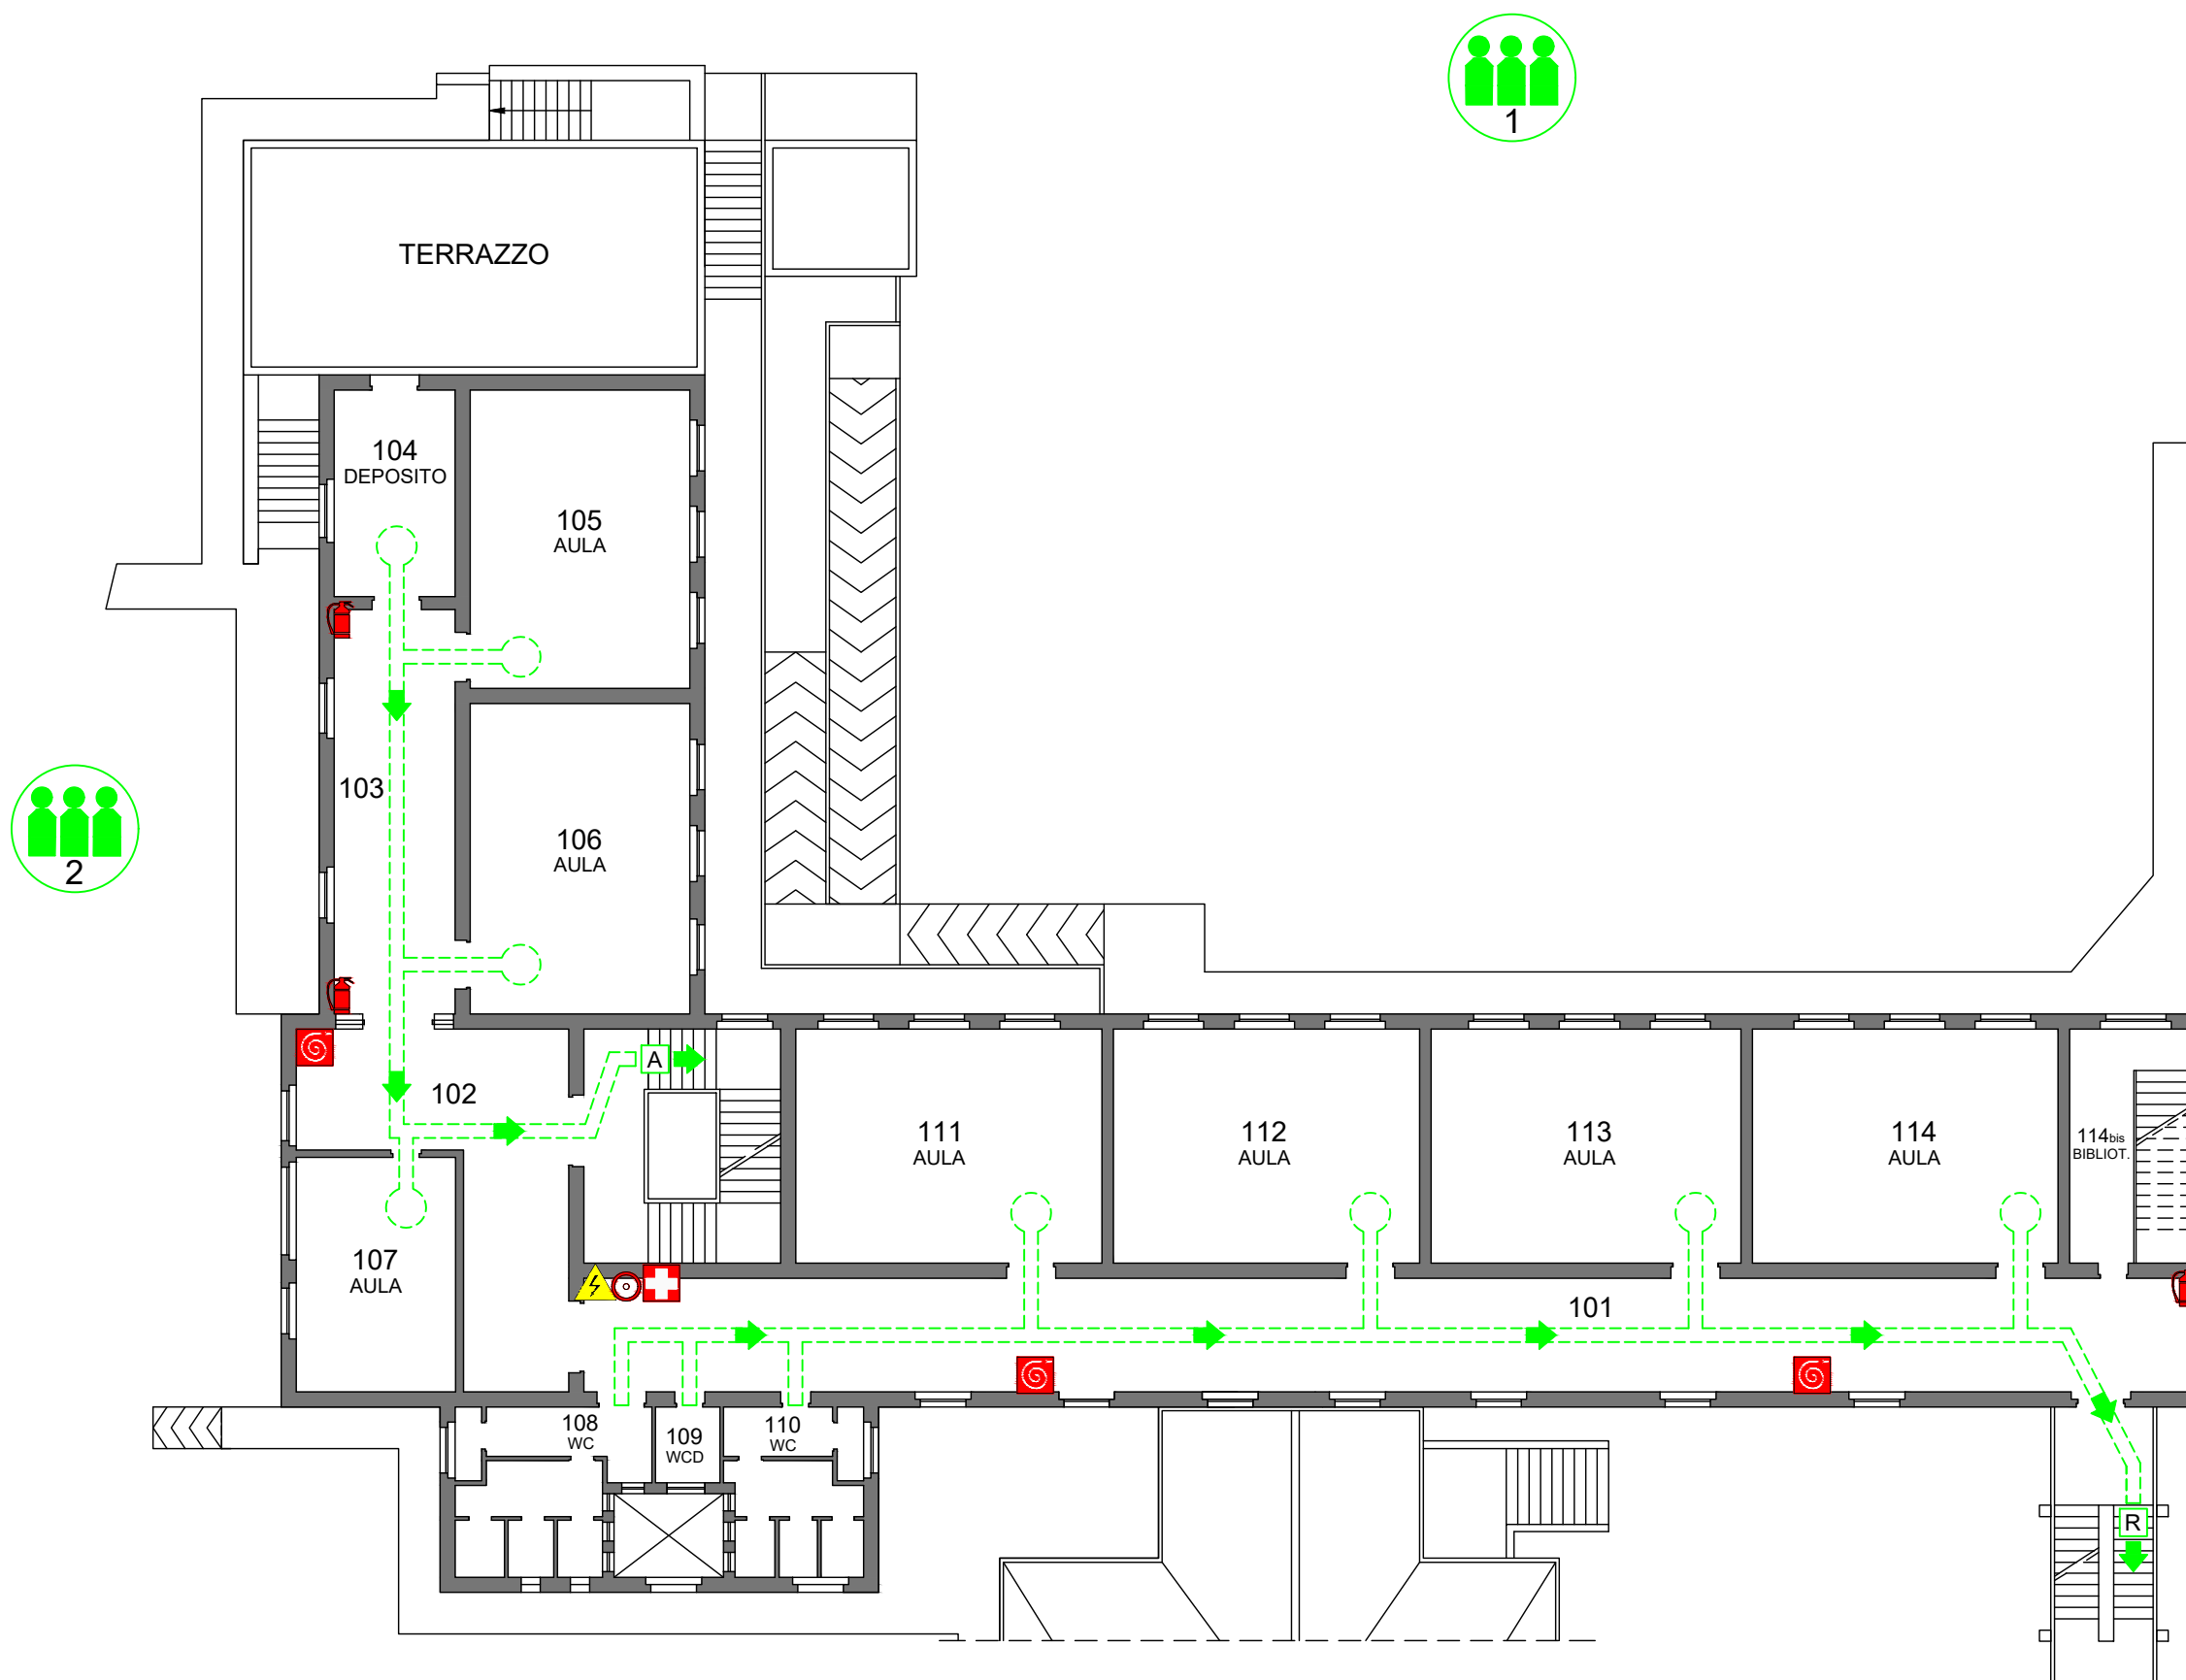 1
TERRAZZO
104
DEPOSITO
105
AULA
103
106
AULA
2
A
102
111
AULA
112
AULA
113
AULA
114
AULA
114bis
BIBLIOT.
107
AULA
101
108
WC
109
WCD
110
WC
R